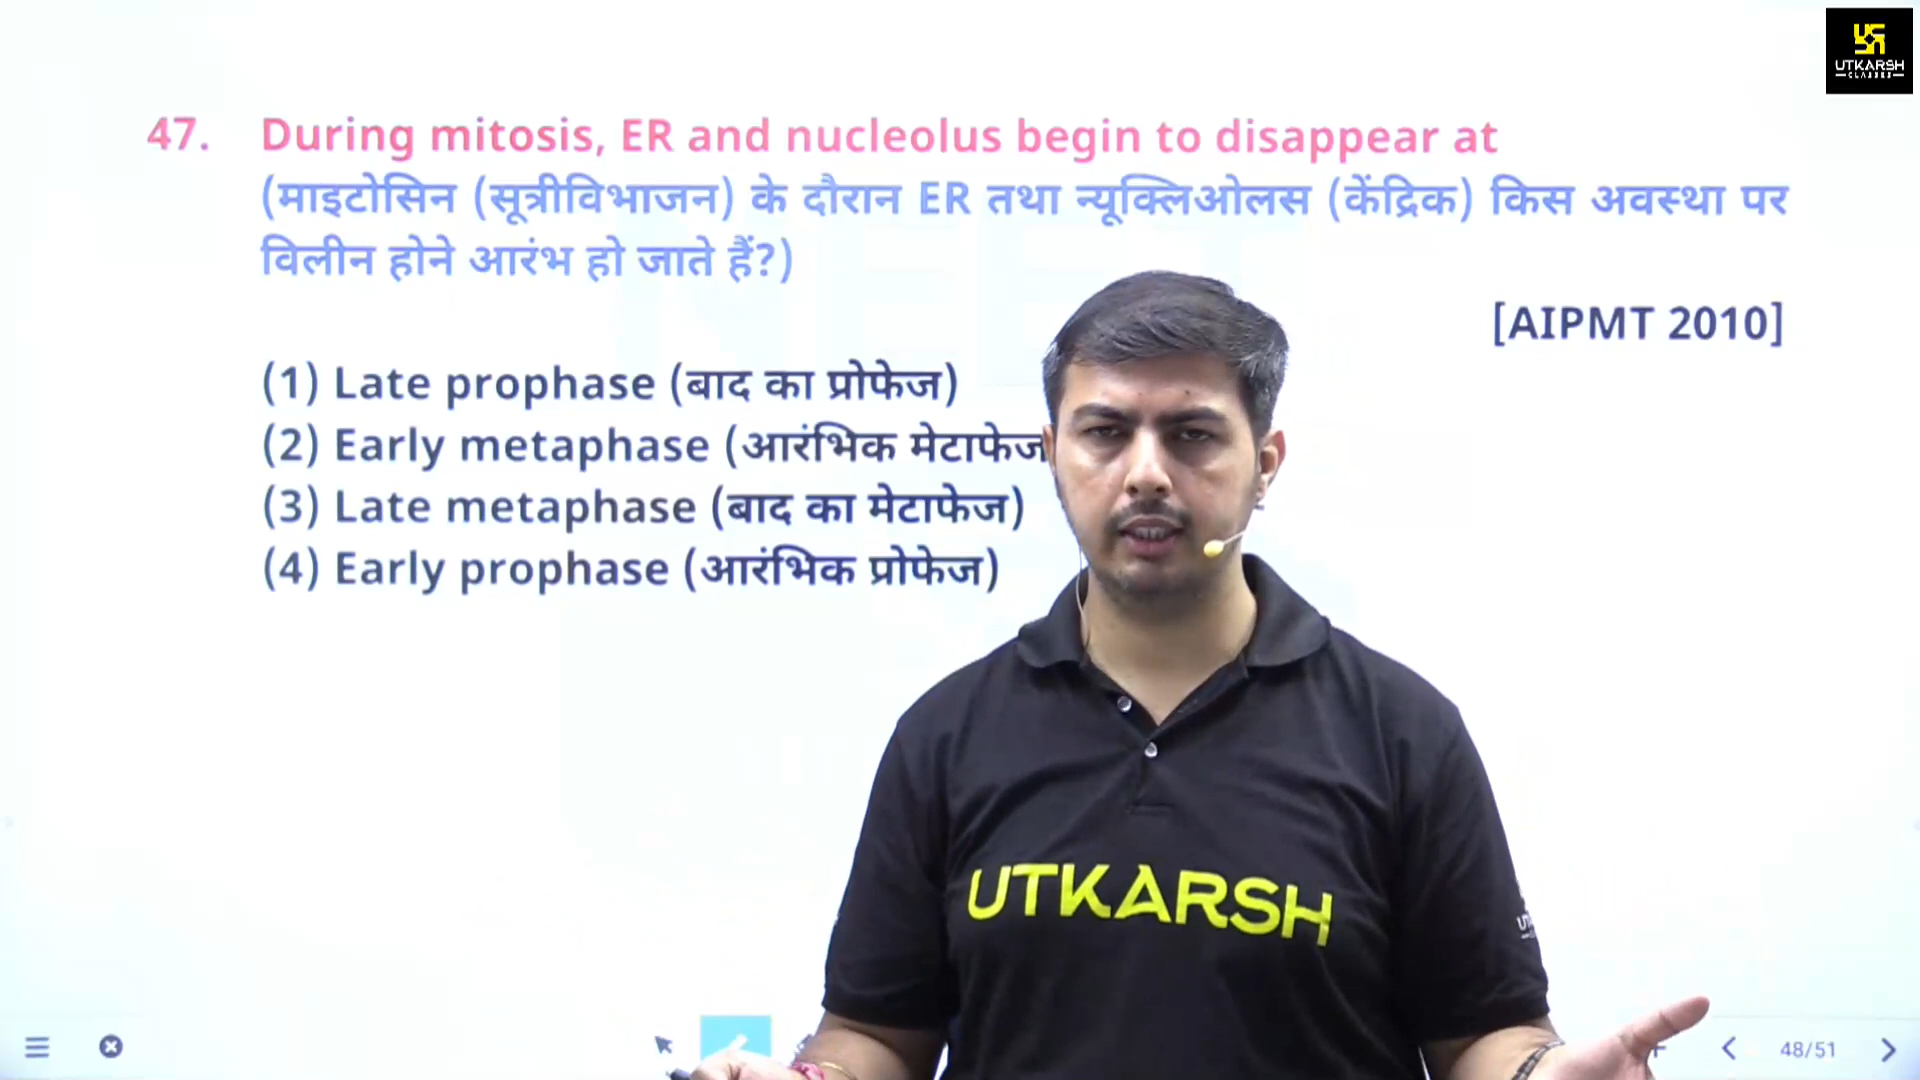 UTKARSH
CLASSES
47. During mitosis, ER and nucleolus begin to disappear at
(माइटोसिन (सूत्रीविभाजन) के दौरान ER तथा न्यूक्लिओलस (केंद्रिक) किस अवस्था पर
विलीन होने आरंभ हो जाते हैं?)
[AIPMT 2010]
(1) Late prophase (बाद का प्रोफेज)
(2) Early metaphase (आरंभिक मेटाफेज
(3) Late metaphase (बाद का मेटाफेज)
(4) Early prophase (आरंभिक प्रोफेज)
UTKARSH
48/51